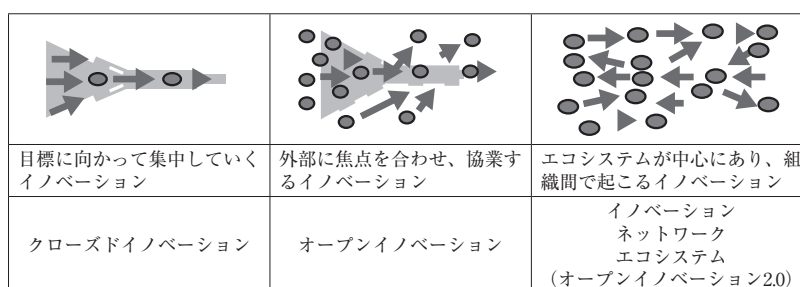 目標に向かって集中していく
イノベーション
外部に焦点を合わせ、協業す
るイノベーション
エコシステムが中心にあり、組
織間で起こるイノベーション
クローズドイノベーション
オープンイノベーション
イノベーション
ネットワーク
エコシステム
（オープンイノベーション2.0）